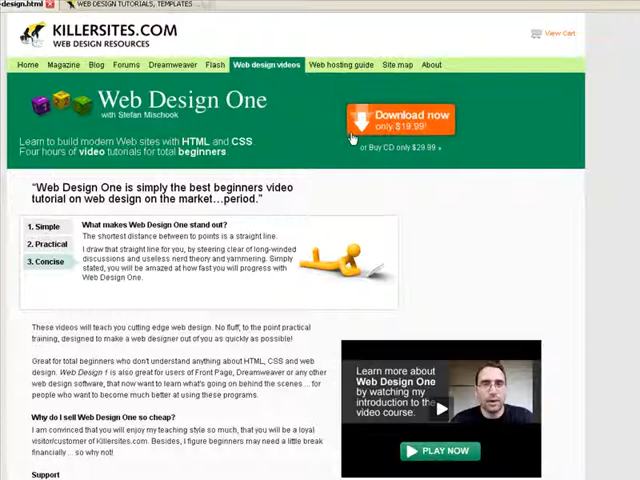 -design.html
WEB DESIGN TUTORIALS, TEMPLATES
KILLERSITES.COM
WEB DESIGN RESOURCES
View Cart
Home Magazine Blog Forums Dreamweaver Flash Web design videos Web hosting guide Site map About
Web Design One
with Stefan Mischook
Download now
only $19.99!
or Buy CD only $29.99
Learn to build modern Web sites with HTML and CSS.
Four hours of video tutorials for total beginners
“Web Design One is simply the best beginners video
tutorial on web design on the market…period.”
1. Simple
2. Practical
3. Concise
What makes Web Design One stand out?
The shortest distance between to points is a straight line.
I draw that straight line for you, by steering clear of long-winded
discussions and useless nerd theory and yammering. Simply
stated, you will be amazed at how fast you will progress with
Web Design One.
These videos will teach you cutting edge web design. No fluff, to the point practical
training, designed to make a web designer out of you as quickly as possible!
Great for total beginners who don't understand anything about HTML, CSS and web
design. Web Design 1 is also great for users of Front Page, Dreamweaver or any other
web design software, that now want to learn what's going on behind the scenes... for
people who want to become much better at using these programs.
Why do I sell Web Design One so cheap?
I am convinced that you will enjoy my teaching style so much, that you will be a loyal
visitor/customer of Killersites.com. Besides, I figure beginners may need a little break
financially... so why not!
Support
Learn more about
Web Design One
by watching my
introduction to the
video course.
PLAY NOW